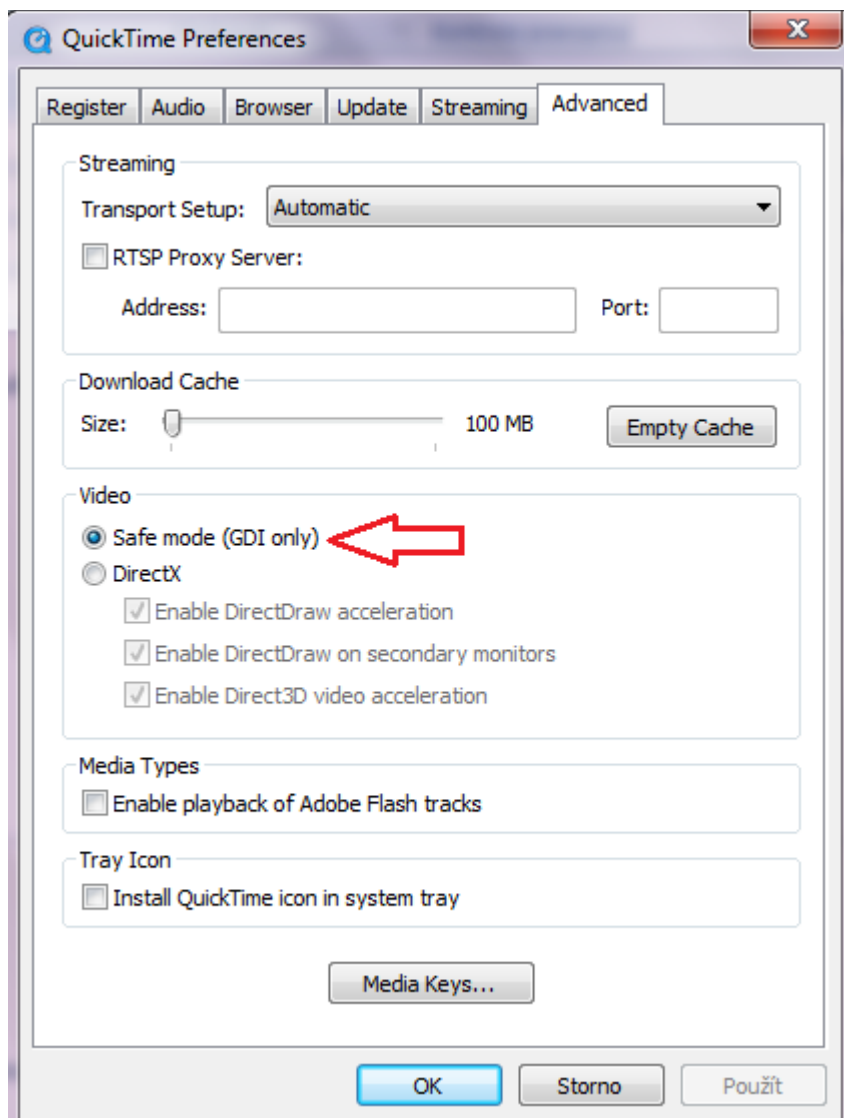 QuickTime Preferences
Register Audio Browser Update Streaming Advanced
Streaming
Transport Setup: Automatic
RTSP Proxy Server:
Address: Port:
Download Cache
Size: 100 MB Empty Cache
Video
Safe mode (GDI only)
DirectX
Enable DirectDraw acceleration
Enable DirectDraw on secondary monitors
Enable Direct3D video acceleration
Media Types
Enable playback of Adobe Flash tracks
Tray Icon
Install QuickTime icon in system tray
Media Keys...
OK Storno Použít